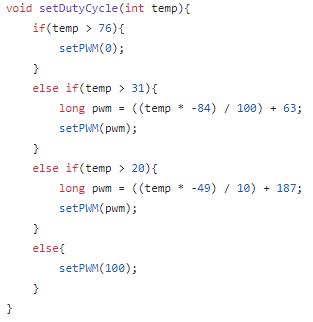 void setDutyCycle(int temp){
    if(temp > 76){
        setPWM(0);
    }
    else if(temp > 31){
        long pwm = ((temp * -84) / 100) + 63;
        setPWM(pwm);
    }
    else if(temp > 20){
        long pwm = ((temp * -49) / 10) + 187;
        setPWM(pwm);
    }
    else{
        setPWM(100);
    }
}